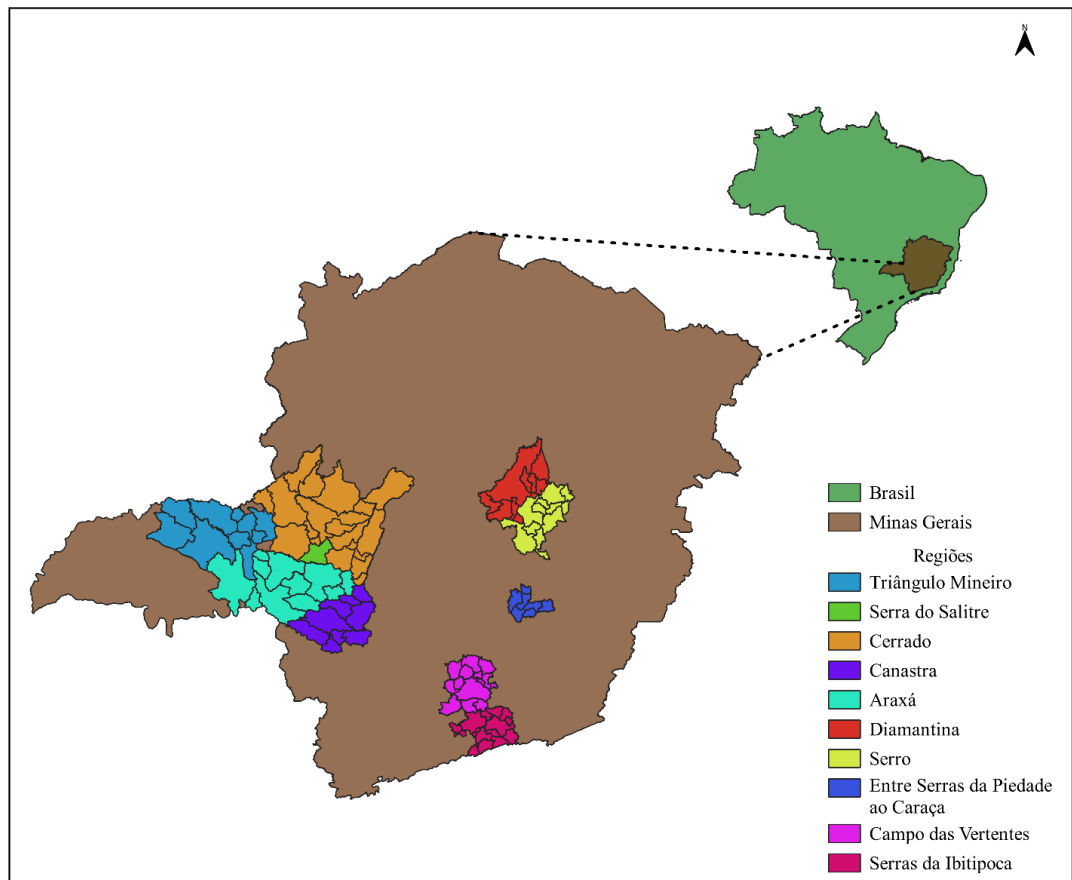 N
Brasil
Minas Gerais
Regiões
Triângulo Mineiro
Serra do Salitre
Cerrado
Canastra
Araxá
Diamantina
Serro
Entre Serras da Piedade
ao Caraça
Campo das Vertentes
Serras da Ibitipoca